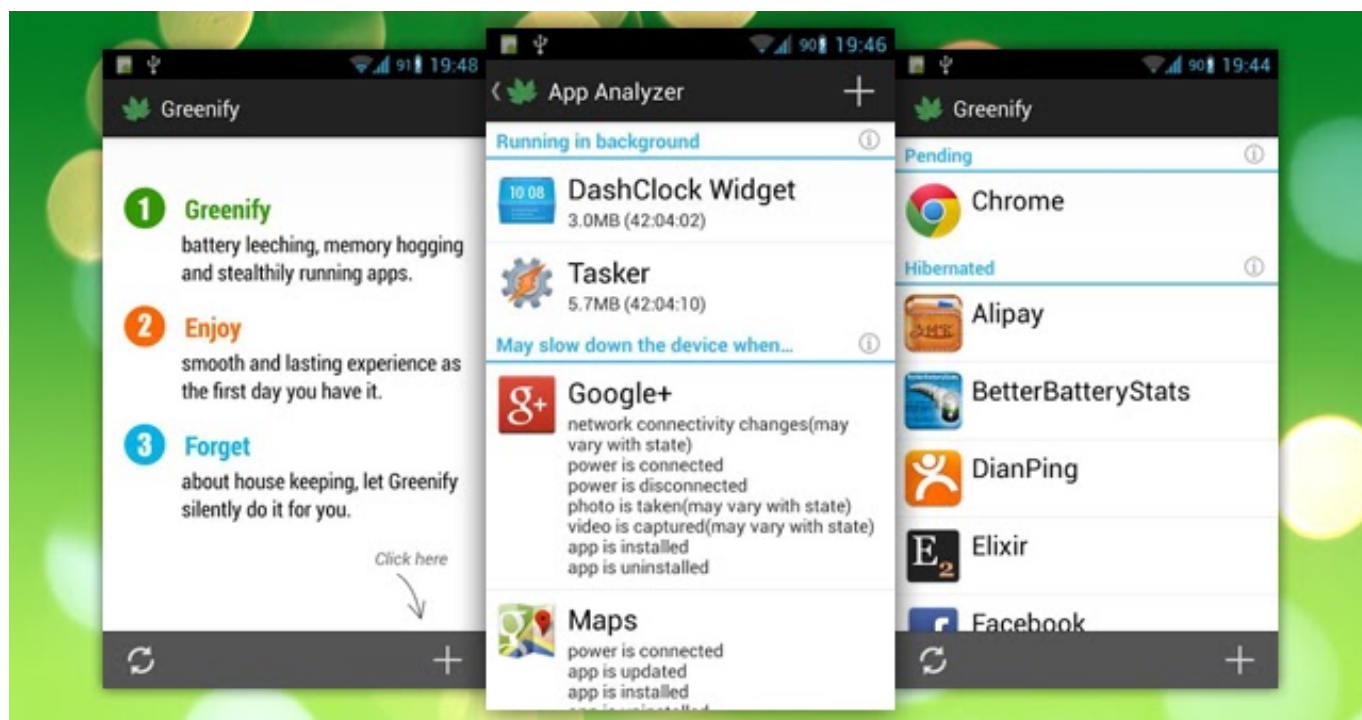 91 19:48
Greenify
1 Greenify
battery leeching, memory hogging
and stealthily running apps.
2 Enjoy
smooth and lasting experience as
the first day you have it.
3 Forget
about house keeping, let Greenify
silently do it for you.
Click here
90 19:46
App Analyzer
Running in background
10 08
DashClock Widget
3.0MB (42:04:02)
Tasker
5.7MB (42:04:10)
May slow down the device when...
g+
Google+
network connectivity changes(may
vary with state)
power is connected
power is disconnected
photo is taken(may vary with state)
video is captured(may vary with state)
app is installed
app is uninstalled
Maps
power is connected
app is updated
app is installed
app is uninstalled
90 19:44
Greenify
Pending
Chrome
Hibernated
Alipay
BetterBatteryStats
DianPing
E2
Elixir
Facebook